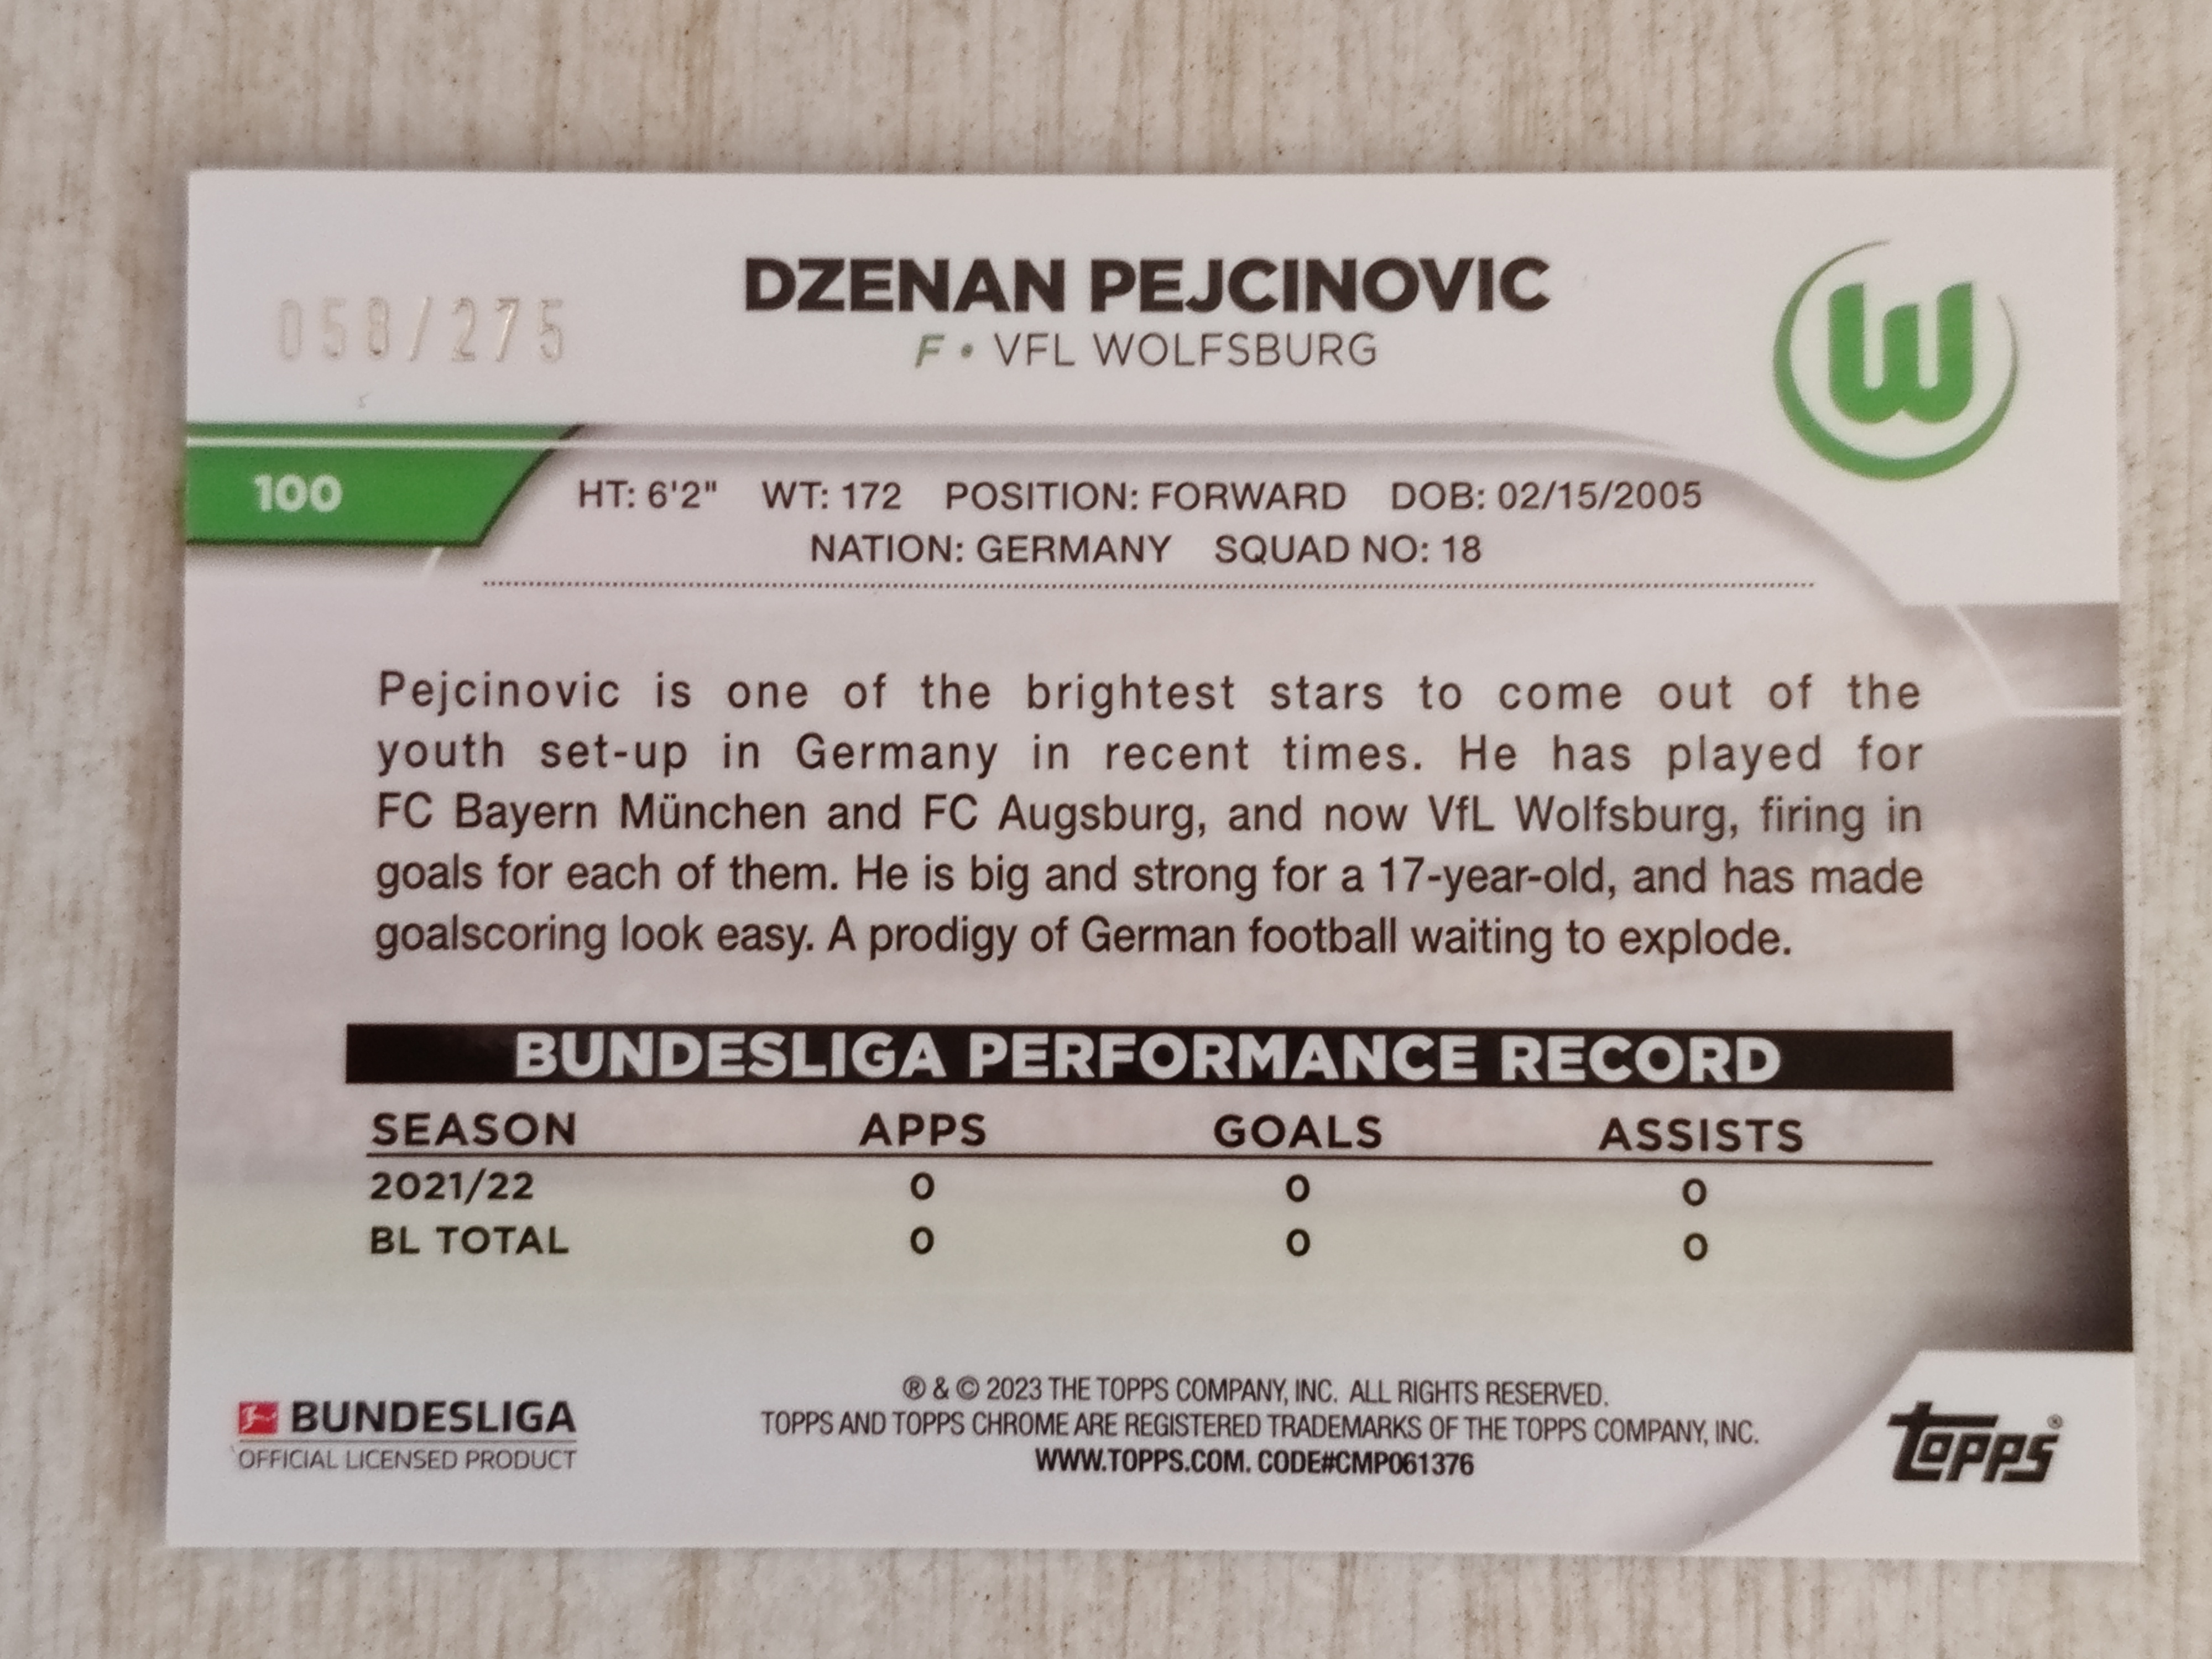 058/275
DZENAN PEJCINOVIC
F • VFL WOLFSBURG
W
100
HT: 6'2" WT: 172 POSITION: FORWARD DOB: 02/15/2005
NATION: GERMANY SQUAD NO: 18
Pejcinovic is one of the brightest stars to come out of the
youth set-up in Germany in recent times. He has played for
FC Bayern München and FC Augsburg, and now VfL Wolfsburg, firing in
goals for each of them. He is big and strong for a 17-year-old, and has made
goalscoring look easy. A prodigy of German football waiting to explode.
BUNDESLIGA PERFORMANCE RECORD
SEASON APPS GOALS ASSISTS
2021/22 0 0 0
BL TOTAL 0 0 0
BUNDESLIGA
OFFICIAL LICENSED PRODUCT
® & © 2023 THE TOPPS COMPANY, INC. ALL RIGHTS RESERVED.
TOPPS AND TOPPS CHROME ARE REGISTERED TRADEMARKS OF THE TOPPS COMPANY, INC.
WWW.TOPPS.COM. CODE#CMP061376
topps®